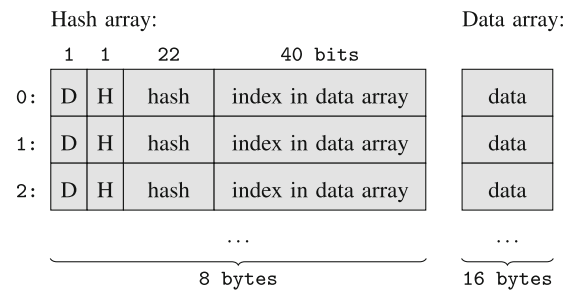 Hash array: Data array:
1 1 22 40 bits
0: D H hash index in data array data
1: D H hash index in data array data
2: D H hash index in data array data
... ...
8 bytes 16 bytes